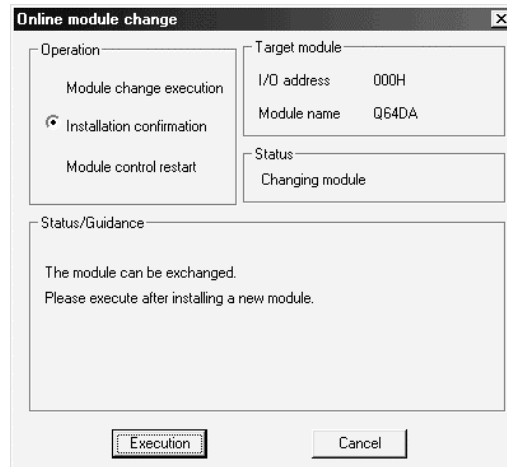 Online module change
Operation
Module change execution
Installation confirmation
Module control restart
Target module
I/O address 000H
Module name Q64DA
Status
Changing module
Status/Guidance
The module can be exchanged.
Please execute after installing a new module.
Execution Cancel